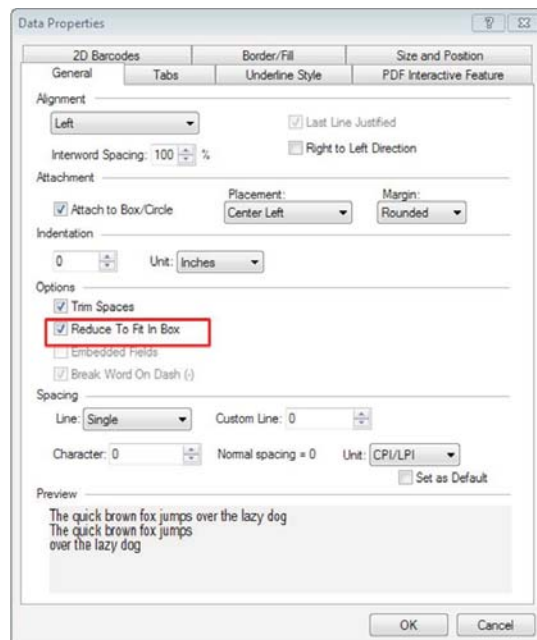 Data Properties
2D Barcodes Border/Fill Size and Position
General Tabs Underline Style PDF Interactive Feature
Alignment
Left Last Line Justified
Interword Spacing: 100 % Right to Left Direction
Attachment
Placement: Margin:
Attach to Box/Circle Center Left Rounded
Indentation
0 Unit: Inches
Options
Trim Spaces
Reduce To Fit In Box
Embedded Fields
Break Word On Dash (-)
Spacing
Line: Single Custom Line: 0
Character: 0 Normal spacing = 0 Unit: CPI/LPI
Set as Default
Preview
The quick brown fox jumps over the lazy dog
The quick brown fox jumps
over the lazy dog
OK Cancel